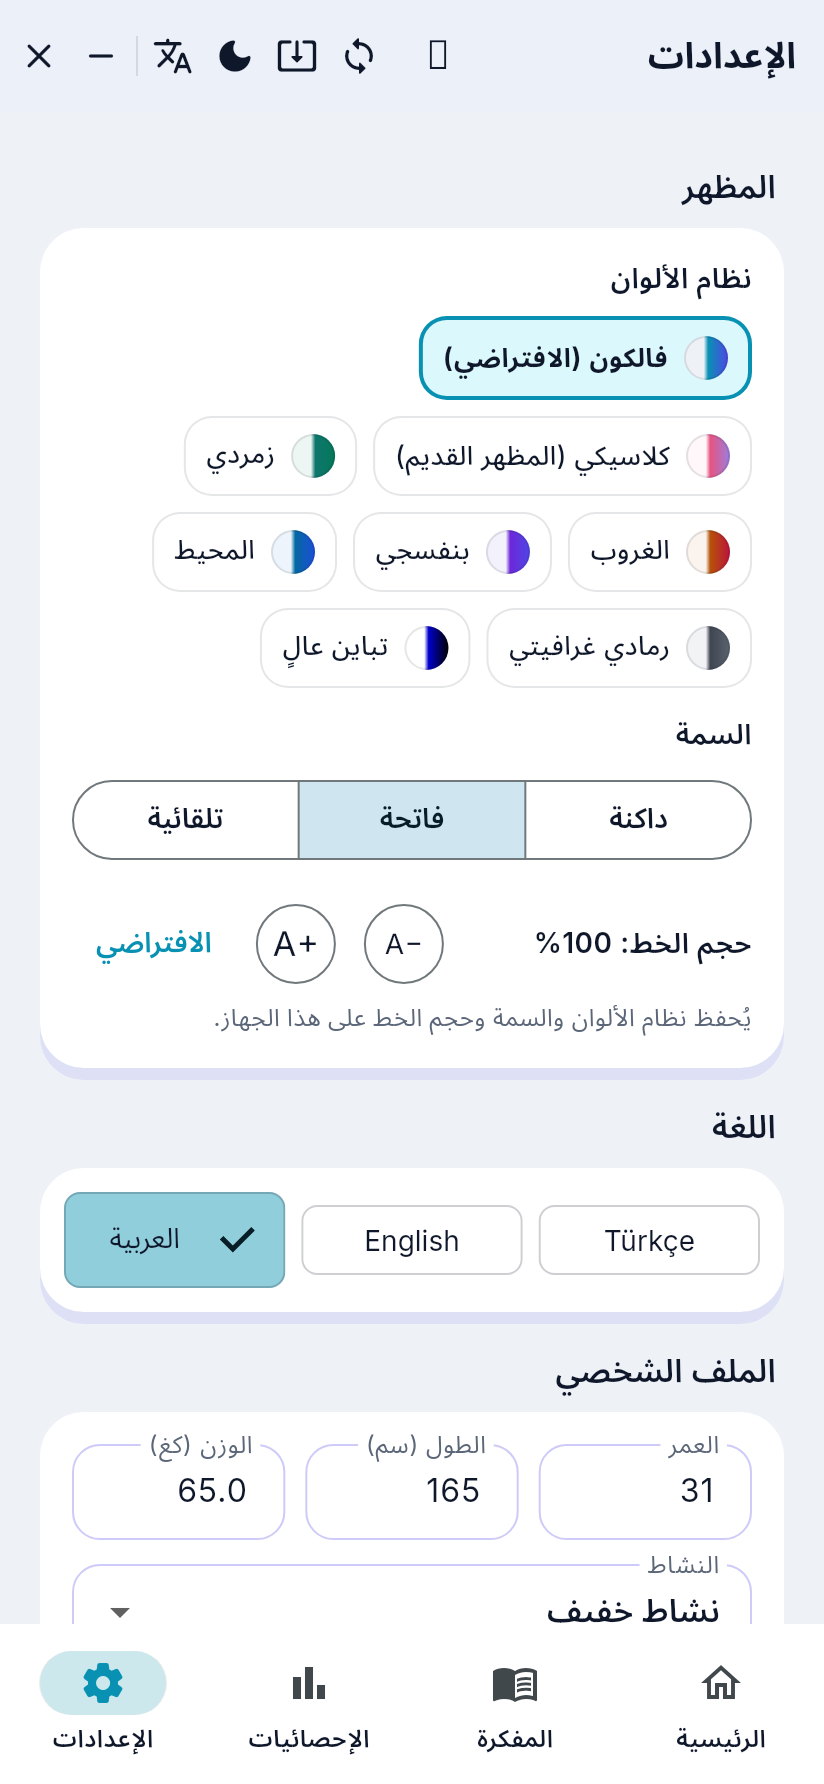 الإعدادات
المظهر
نظام الألوان
فالكون (الافتراضي)
كلاسيكي (المظهر القديم)
زمردي
الغروب
بنفسجي
المحيط
رمادي غرافيتي
تباين عالٍ
السمة
داكنة
فاتحة
تلقائية
حجم الخط: 100%
A−
A+
الافتراضي
يُحفظ نظام الألوان والسمة وحجم الخط على هذا الجهاز.
اللغة
Türkçe
English
العربية
الملف الشخصي
العمر
31
الطول (سم)
165
الوزن (كغ)
65.0
النشاط
نشاط خفيف
الرئيسية
المفكرة
الإحصائيات
الإعدادات